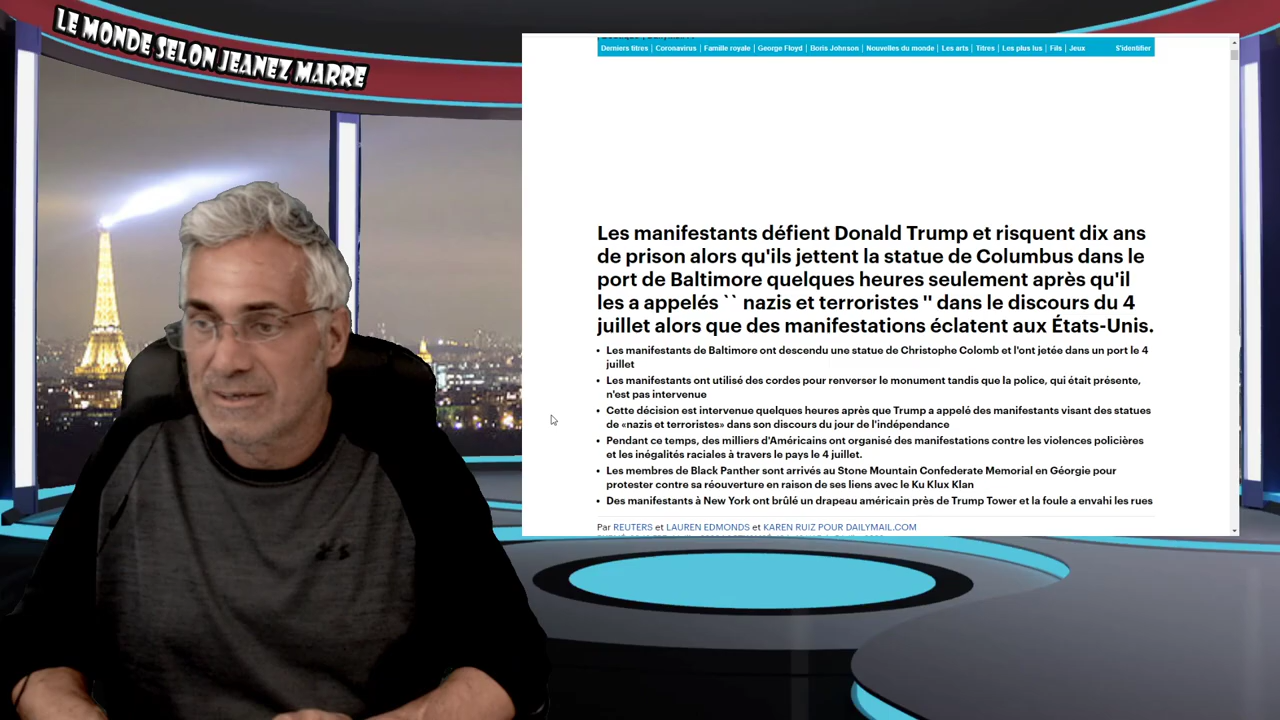 LE MONDE SELON JEANEZ MARRE
Derniers titres | Coronavirus | Famille royale | George Floyd | Boris Johnson | Nouvelles du monde | Les arts | Titres | Les plus lus | Fils | Jeux S'identifier
Les manifestants défient Donald Trump et risquent dix ans
de prison alors qu'ils jettent la statue de Columbus dans le
port de Baltimore quelques heures seulement après qu'il
les a appelés `` nazis et terroristes '' dans le discours du 4
juillet alors que des manifestations éclatent aux États-Unis.
• Les manifestants de Baltimore ont descendu une statue de Christophe Colomb et l'ont jetée dans un port le 4
juillet
• Les manifestants ont utilisé des cordes pour renverser le monument tandis que la police, qui était présente,
n'est pas intervenue
• Cette décision est intervenue quelques heures après que Trump a appelé des manifestants visant des statues
de «nazis et terroristes» dans son discours du jour de l'indépendance
• Pendant ce temps, des milliers d'Américains ont organisé des manifestations contre les violences policières
et les inégalités raciales à travers le pays le 4 juillet.
• Les membres de Black Panther sont arrivés au Stone Mountain Confederate Memorial en Géorgie pour
protester contre sa réouverture en raison de ses liens avec le Ku Klux Klan
• Des manifestants à New York ont brûlé un drapeau américain près de Trump Tower et la foule a envahi les rues
Par REUTERS et LAUREN EDMONDS et KAREN RUIZ POUR DAILYMAIL.COM